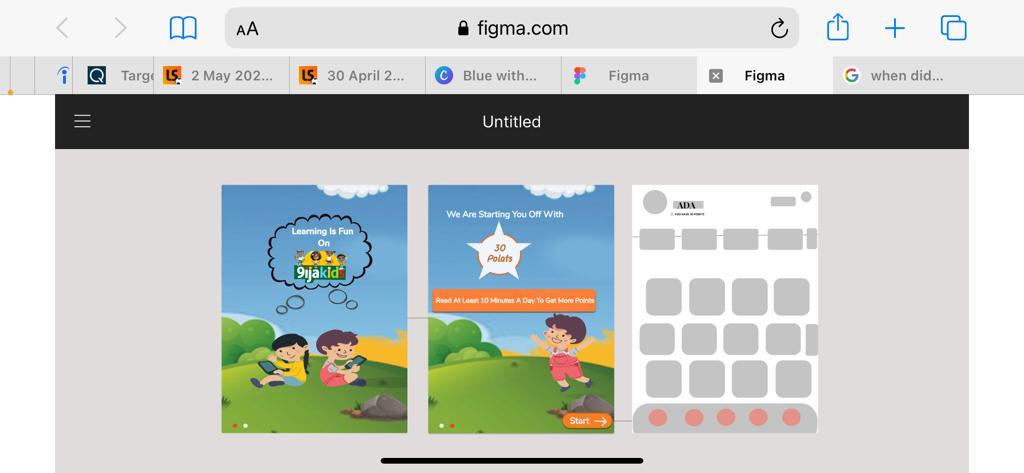 AA
figma.com
Targe
2 May 202...
30 April 2...
Blue with...
Figma
Figma
when did...
Untitled
Learning Is Fun
On
9ijakids
We Are Starting You Off With
30
Points
Read At Least 10 Minutes A Day To Get More Points
Start
ADA
YOU HAVE 30 POINTS